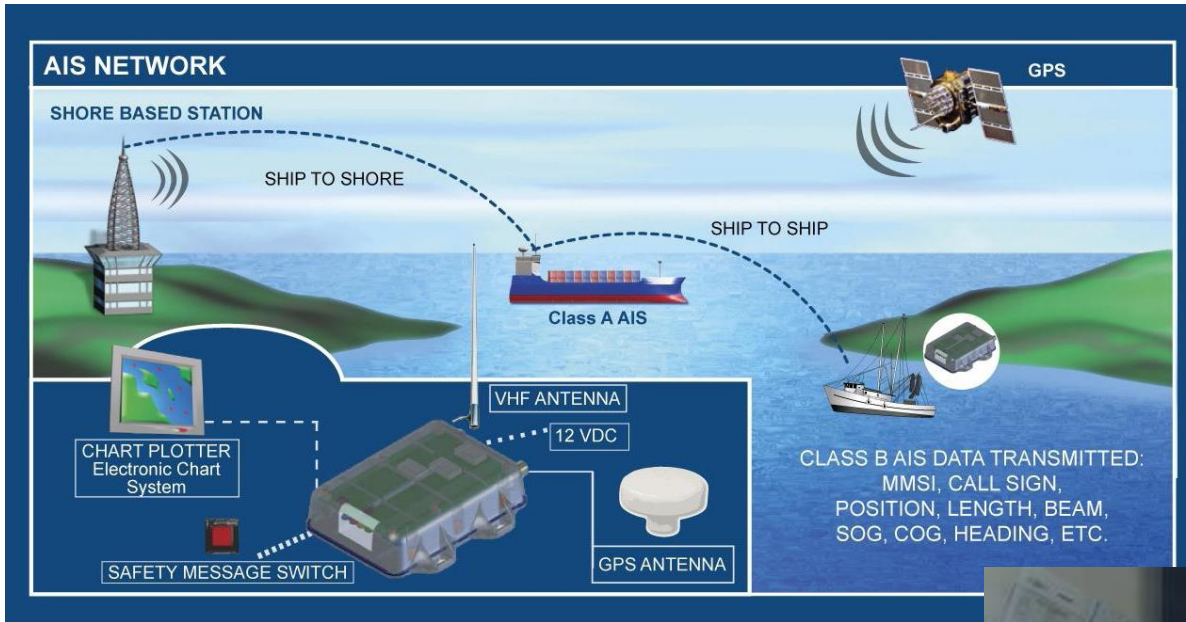 AIS NETWORK
GPS
SHORE BASED STATION
SHIP TO SHORE
SHIP TO SHIP
Class A AIS
VHF ANTENNA
12 VDC
CHART PLOTTER
Electronic Chart
System
SAFETY MESSAGE SWITCH
GPS ANTENNA
CLASS B AIS DATA TRANSMITTED:
MMSI, CALL SIGN,
POSITION, LENGTH, BEAM,
SOG, COG, HEADING, ETC.